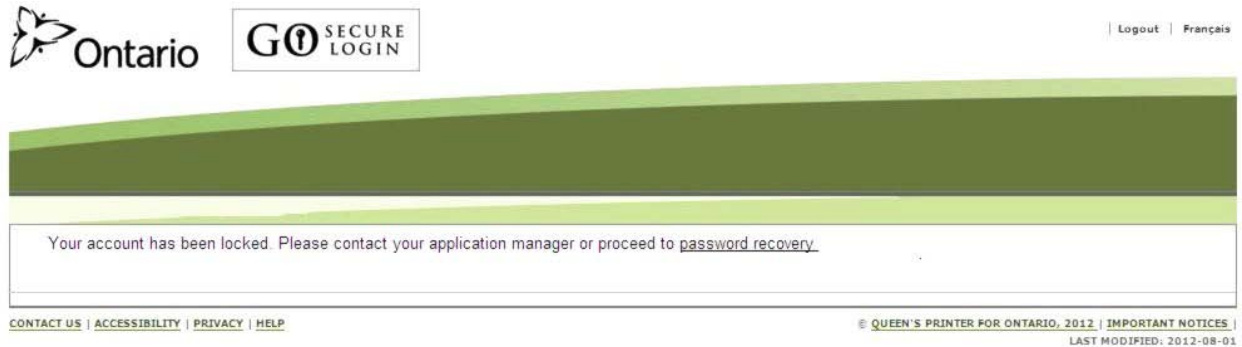 Ontario
GO SECURE LOGIN
| Logout | Français
Your account has been locked. Please contact your application manager or proceed to password recovery
CONTACT US | ACCESSIBILITY | PRIVACY | HELP
© QUEEN'S PRINTER FOR ONTARIO, 2012 | IMPORTANT NOTICES |
LAST MODIFIED: 2012-08-01